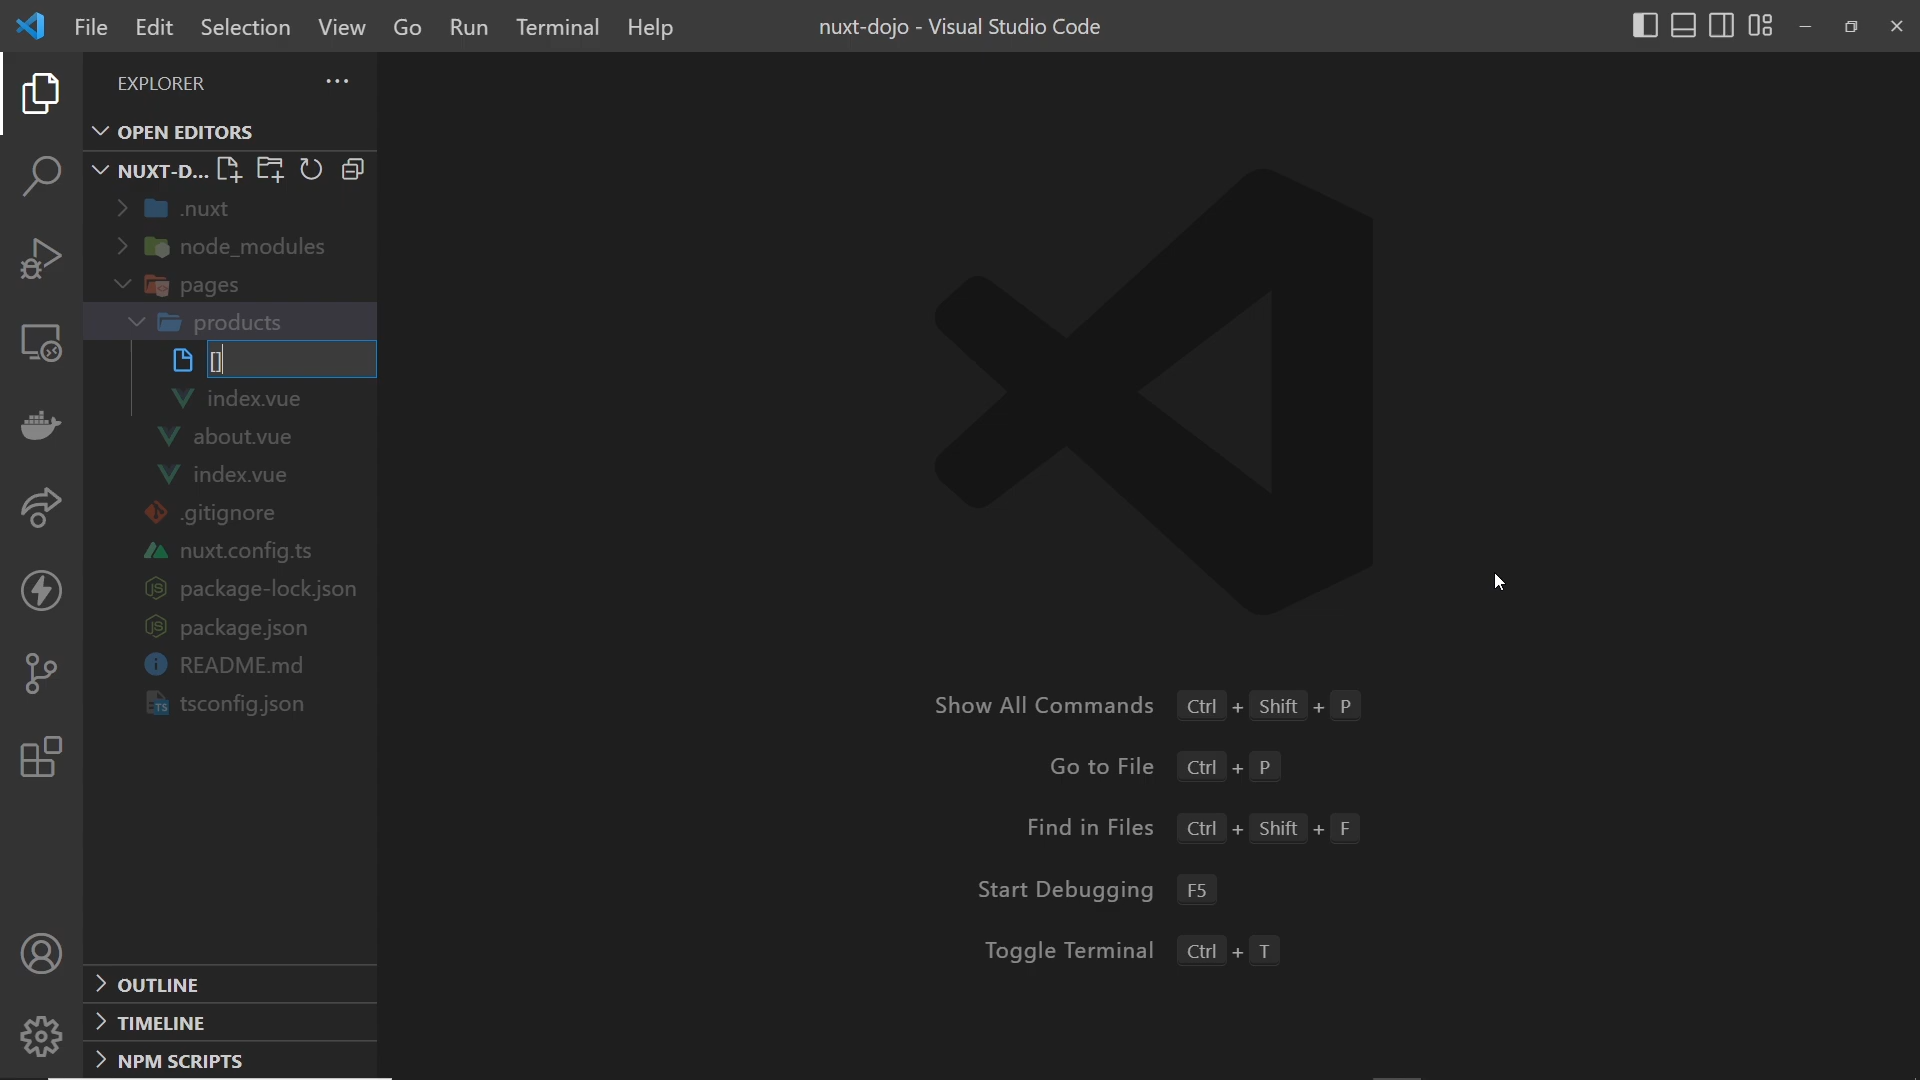 File Edit Selection View Go Run Terminal Help nuxt-dojo - Visual Studio Code
EXPLORER
OPEN EDITORS
NUXT-D...
.nuxt
node_modules
pages
products
[]
index.vue
about.vue
index.vue
.gitignore
nuxt.config.ts
package-lock.json
package.json
README.md
tsconfig.json
Show All Commands Ctrl + Shift + P
Go to File Ctrl + P
Find in Files Ctrl + Shift + F
Start Debugging F5
Toggle Terminal Ctrl + T
OUTLINE
TIMELINE
NPM SCRIPTS